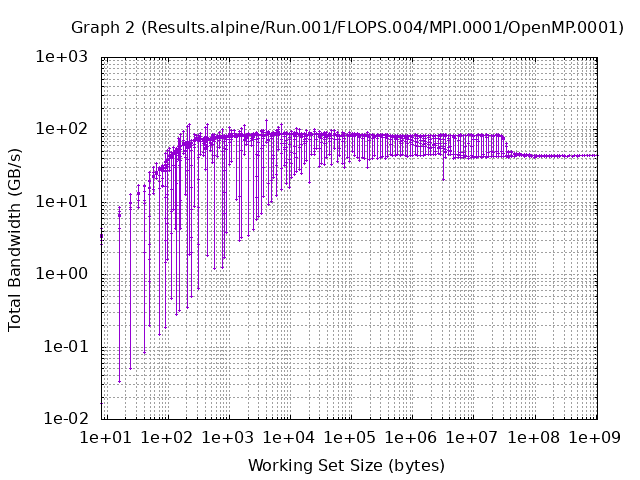 Graph 2 (Results.alpine/Run.001/FLOPS.004/MPI.0001/OpenMP.0001)
1e+03
1e+02
1e+01
1e+00
1e-01
1e-02
Total Bandwidth (GB/s)
1e+01 1e+02 1e+03 1e+04 1e+05 1e+06 1e+07 1e+08 1e+09
Working Set Size (bytes)